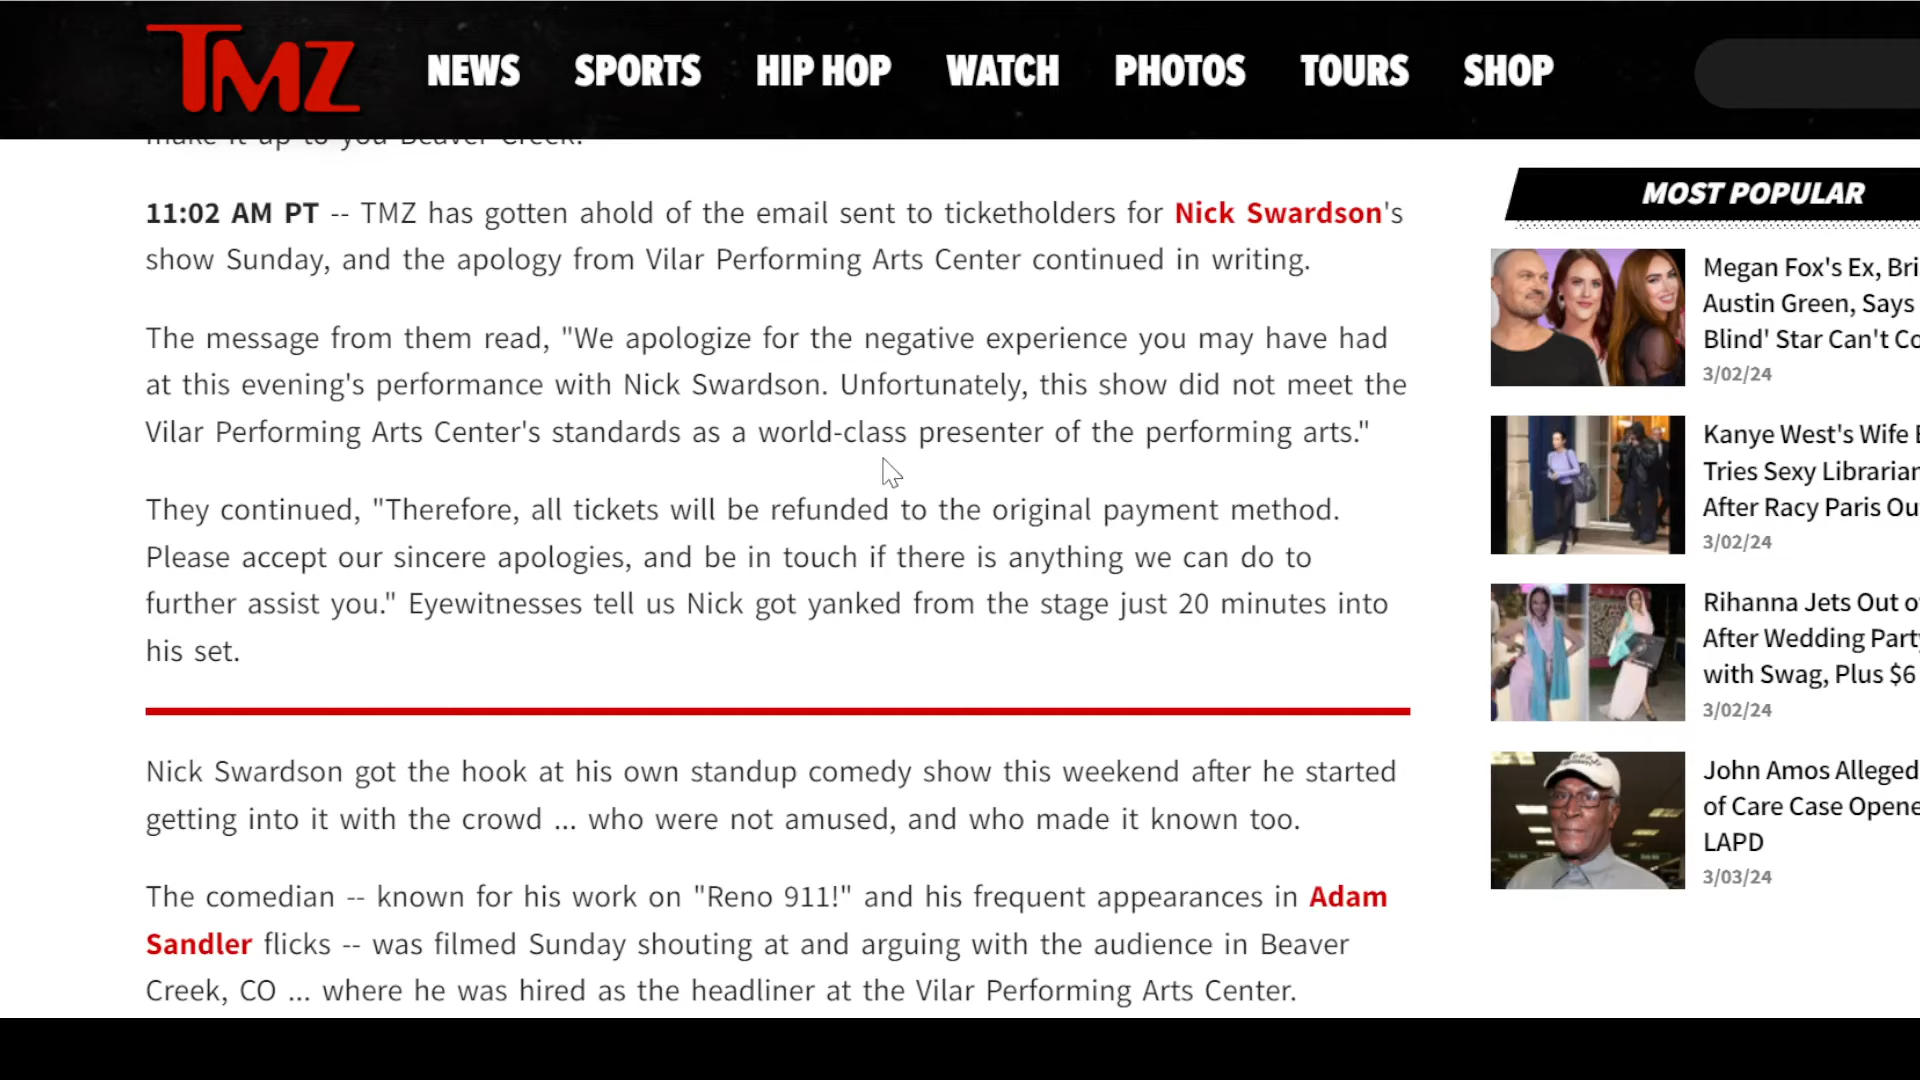 TMZ
NEWS SPORTS HIP HOP WATCH PHOTOS TOURS SHOP
make it up to you Beaver Creek.
11:02 AM PT -- TMZ has gotten ahold of the email sent to ticketholders for Nick Swardson's
show Sunday, and the apology from Vilar Performing Arts Center continued in writing.
The message from them read, "We apologize for the negative experience you may have had
at this evening's performance with Nick Swardson. Unfortunately, this show did not meet the
Vilar Performing Arts Center's standards as a world-class presenter of the performing arts."
They continued, "Therefore, all tickets will be refunded to the original payment method.
Please accept our sincere apologies, and be in touch if there is anything we can do to
further assist you." Eyewitnesses tell us Nick got yanked from the stage just 20 minutes into
his set.
Nick Swardson got the hook at his own standup comedy show this weekend after he started
getting into it with the crowd ... who were not amused, and who made it known too.
The comedian -- known for his work on "Reno 911!" and his frequent appearances in Adam
Sandler flicks -- was filmed Sunday shouting at and arguing with the audience in Beaver
Creek, CO ... where he was hired as the headliner at the Vilar Performing Arts Center.
MOST POPULAR
Megan Fox's Ex, Bri
Austin Green, Says
Blind' Star Can't Co
3/02/24
Kanye West's Wife
Tries Sexy Librarian
After Racy Paris Ou
3/02/24
Rihanna Jets Out o
After Wedding Party
with Swag, Plus $6
3/02/24
John Amos Alleged
of Care Case Opene
LAPD
3/03/24